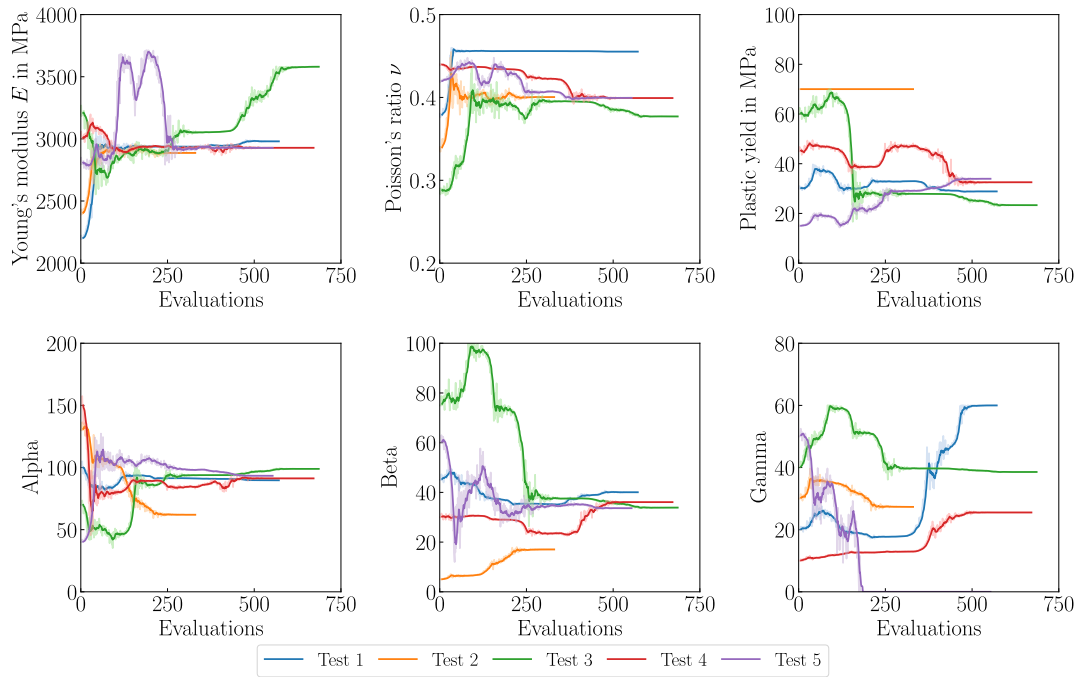 4000
3500
3000
2500
2000
Young's modulus E in MPa
0 250 500 750
Evaluations
0.5
0.4
0.3
0.2
Poisson's ratio ν
0 250 500 750
Evaluations
100
80
60
40
20
0
Plastic yield in MPa
0 250 500 750
Evaluations
200
150
100
50
0
Alpha
0 250 500 750
Evaluations
100
80
60
40
20
0
Beta
0 250 500 750
Evaluations
80
60
40
20
0
Gamma
0 250 500 750
Evaluations
Test 1 Test 2 Test 3 Test 4 Test 5